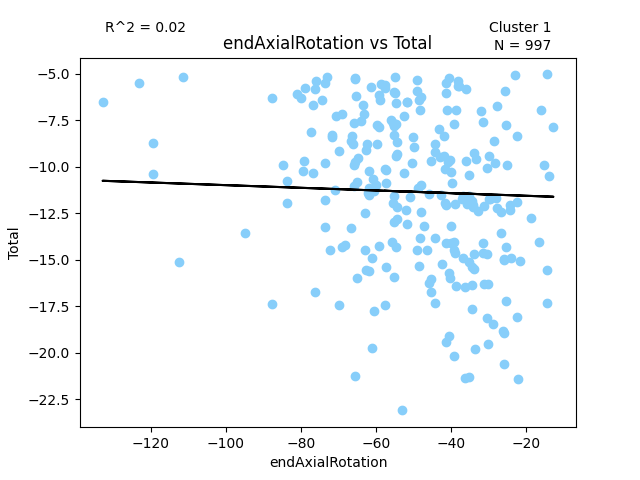 R^2 = 0.02
Cluster 1
N = 997
endAxialRotation vs Total
−5.0
−7.5
−10.0
−12.5
−15.0
−17.5
−20.0
−22.5
Total
−120
−100
−80
−60
−40
−20
endAxialRotation